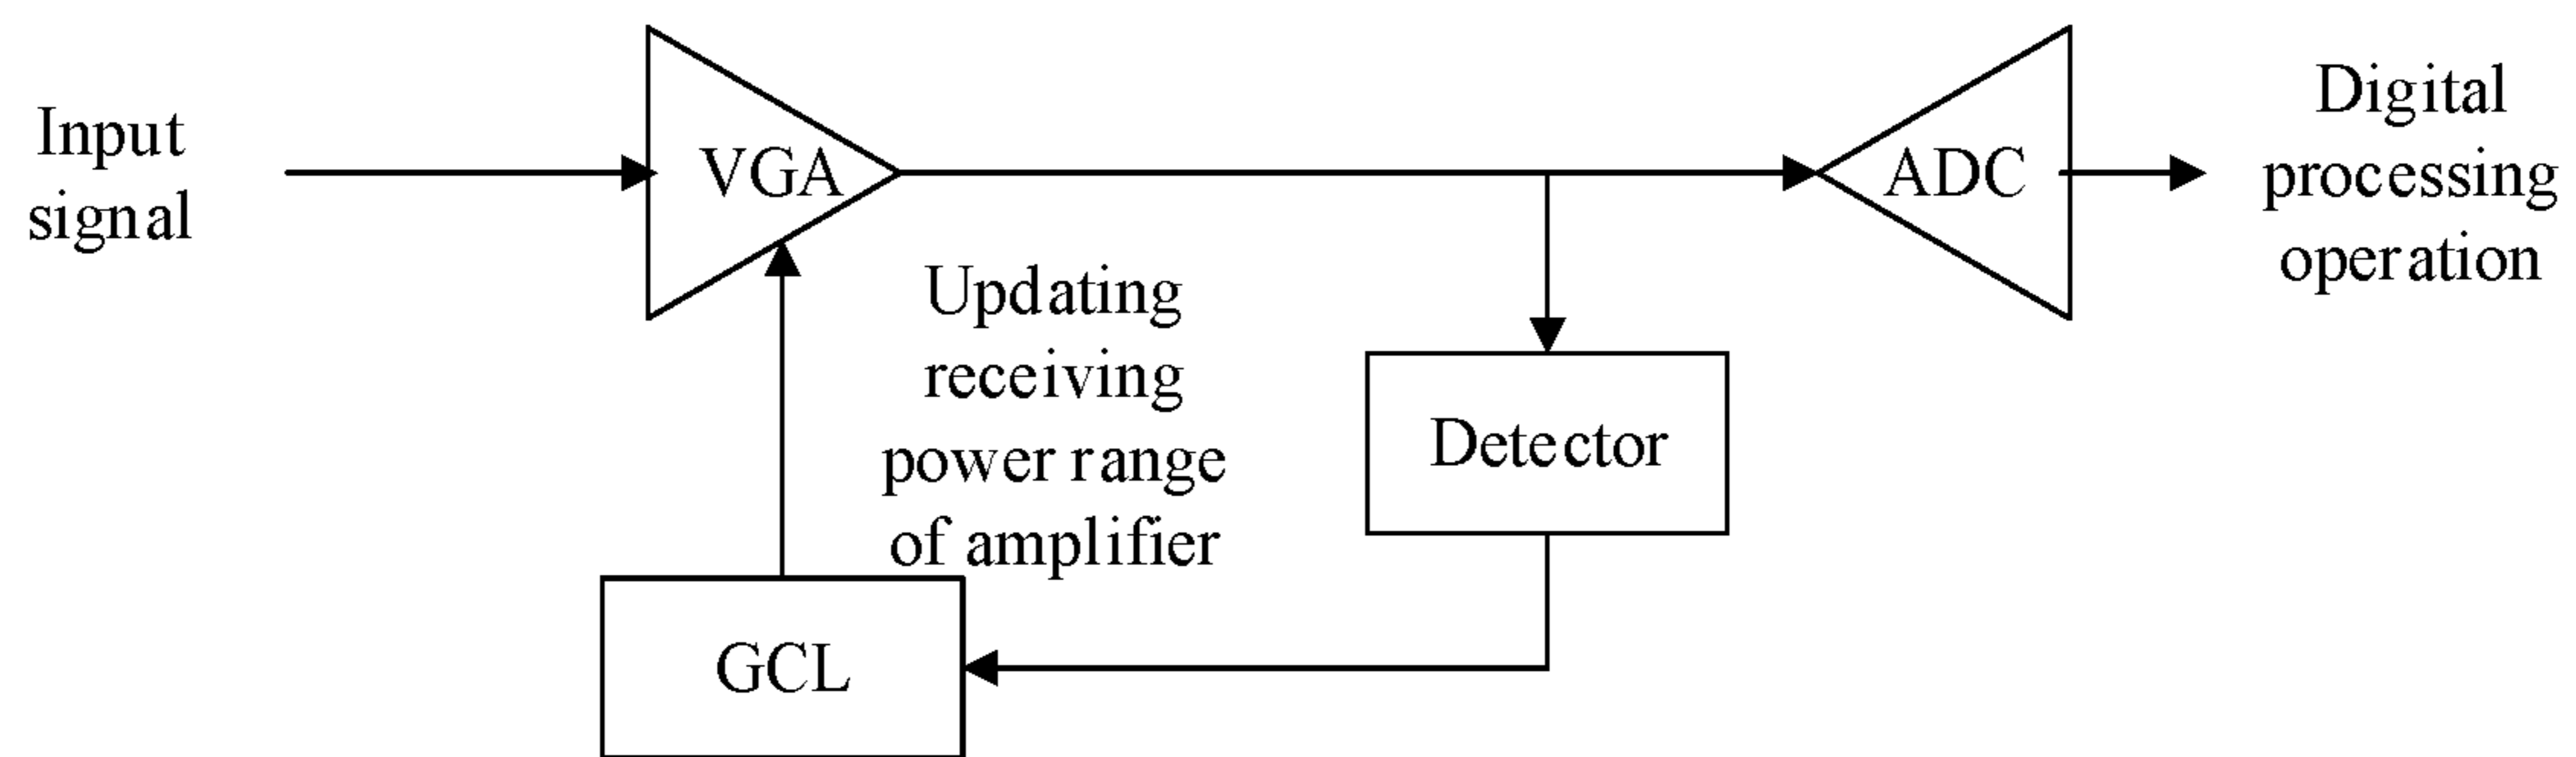 Input
signal
VGA
ADC
Digital
processing
operation
Updating
receiving
power range
of amplifier
Detector
GCL